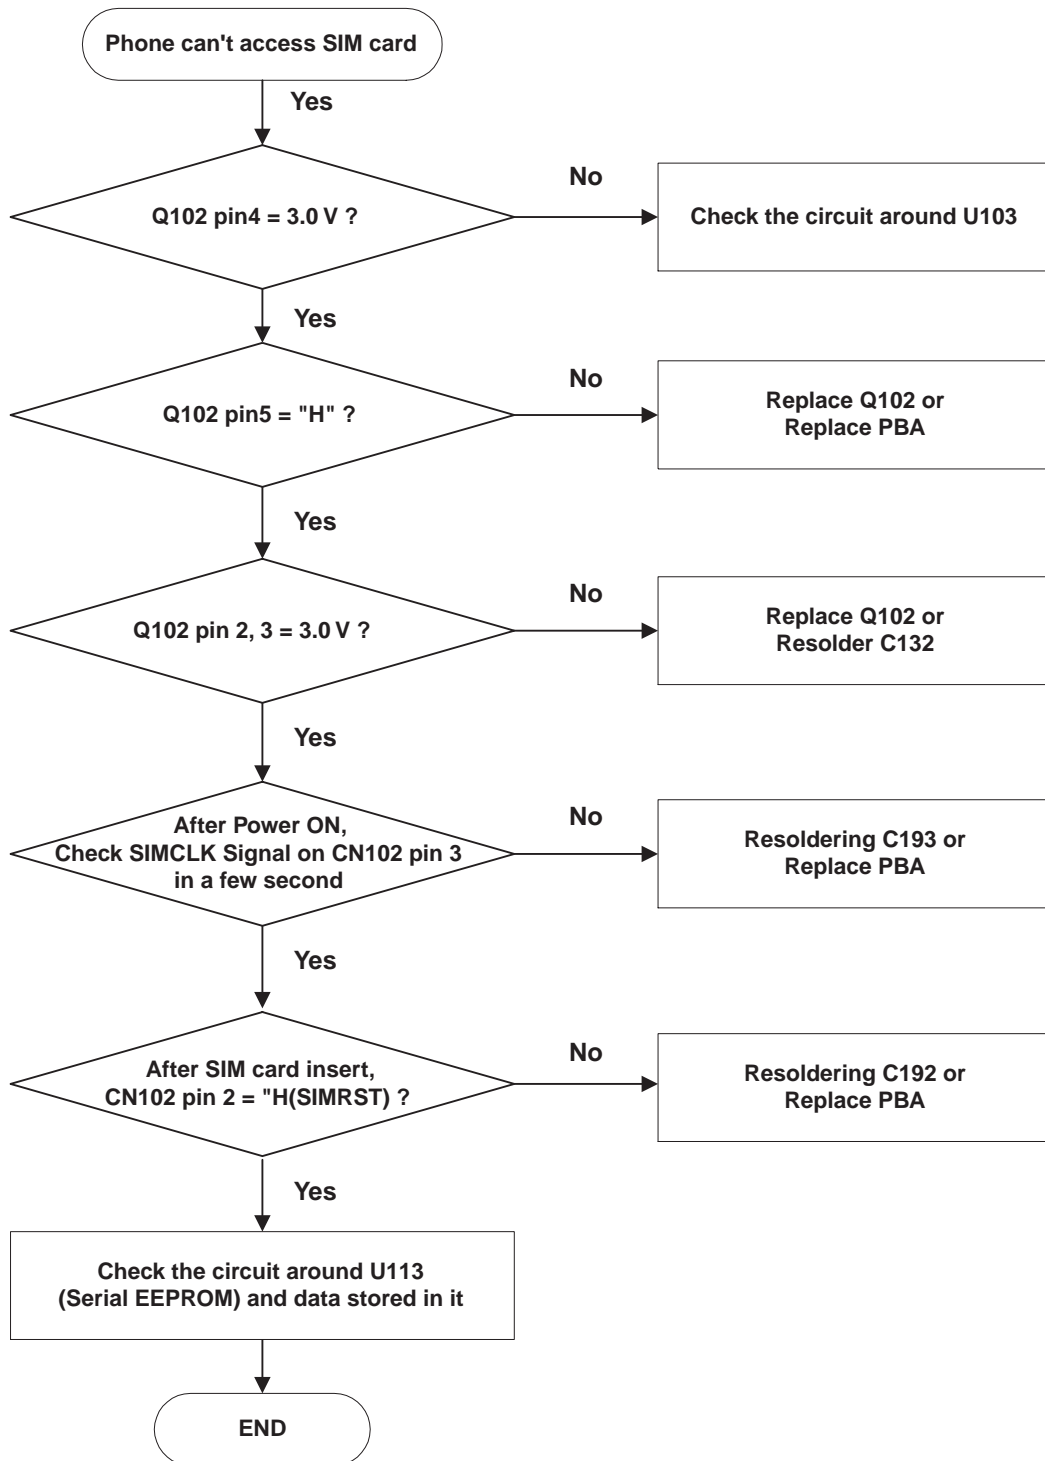 Phone can't access SIM card
Yes
Q102 pin4 = 3.0 V ?
No
Check the circuit around U103
Yes
Q102 pin5 = "H" ?
No
Replace Q102 or
Replace PBA
Yes
Q102 pin 2, 3 = 3.0 V ?
No
Replace Q102 or
Resolder C132
Yes
After Power ON,
Check SIMCLK Signal on CN102 pin 3
in a few second
No
Resoldering C193 or
Replace PBA
Yes
After SIM card insert,
CN102 pin 2 = "H(SIMRST) ?
No
Resoldering C192 or
Replace PBA
Yes
Check the circuit around U113
(Serial EEPROM) and data stored in it
END